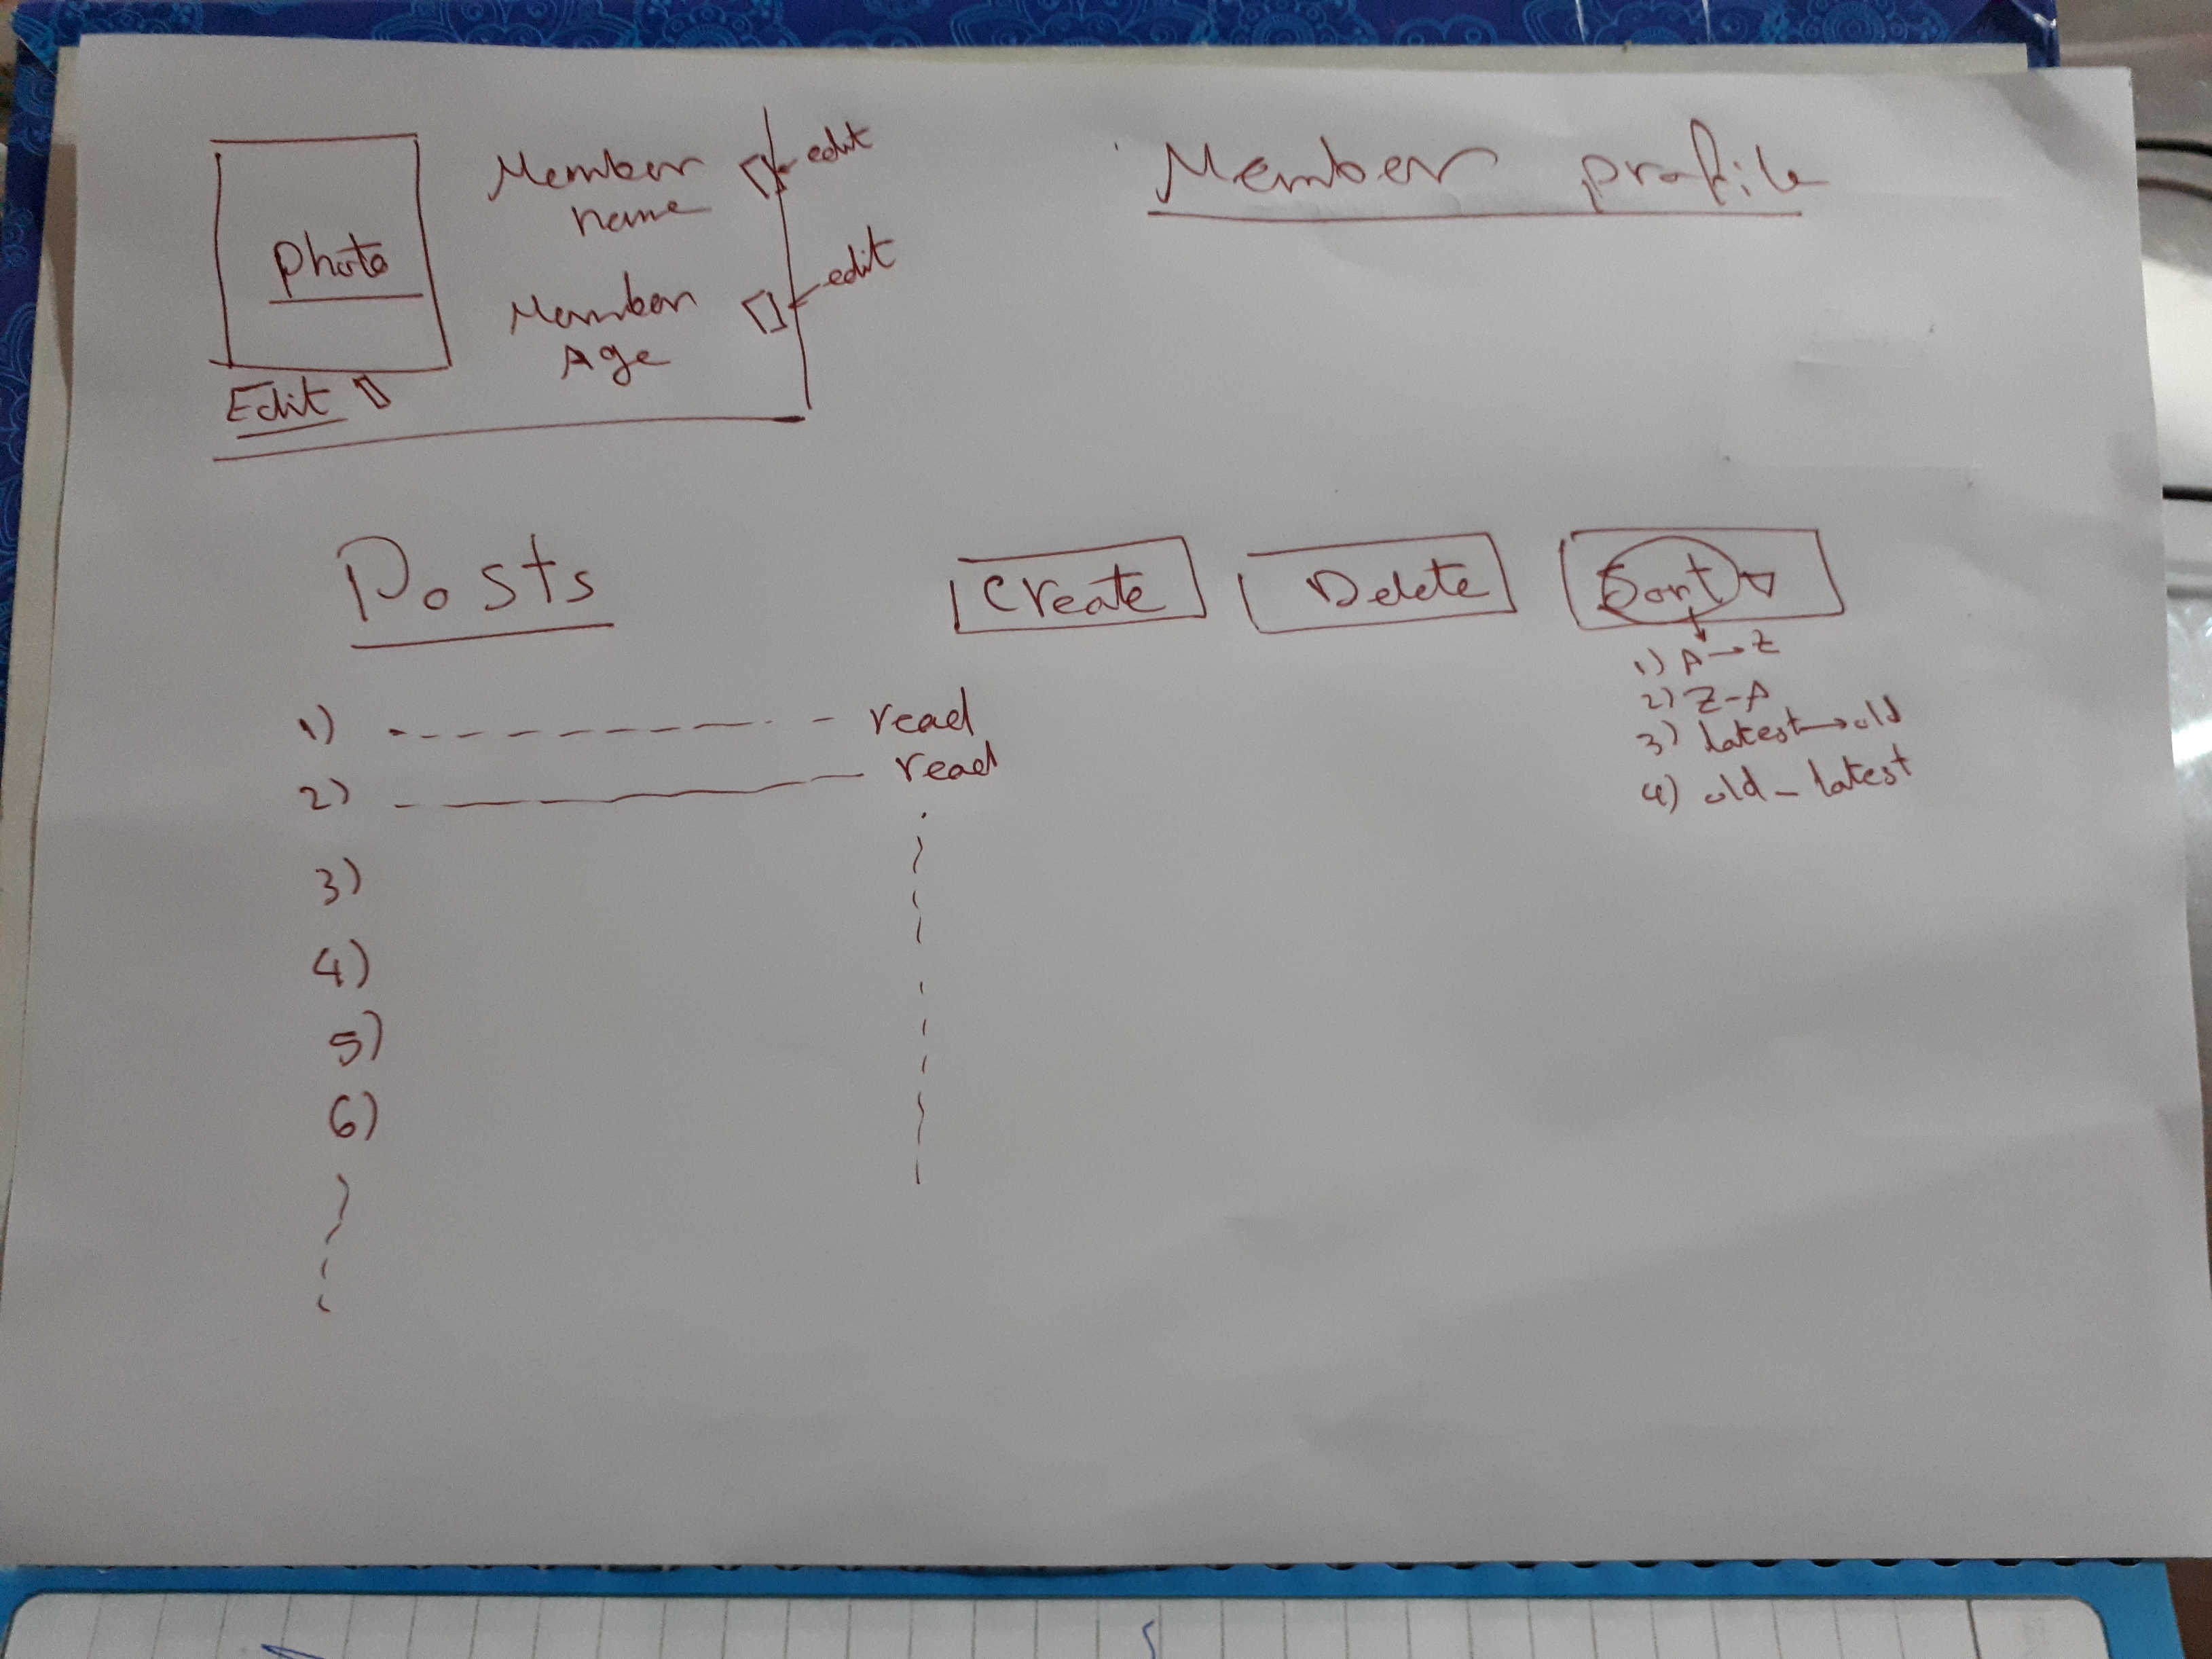 Member profile
Photo
Member name
edit
Member Age
edit
Edit
Posts
Create
Delete
Sort
1) A → Z
2) Z - A
3) latest → old
4) old - latest
1) read
2) read
3)
4)
5)
6)